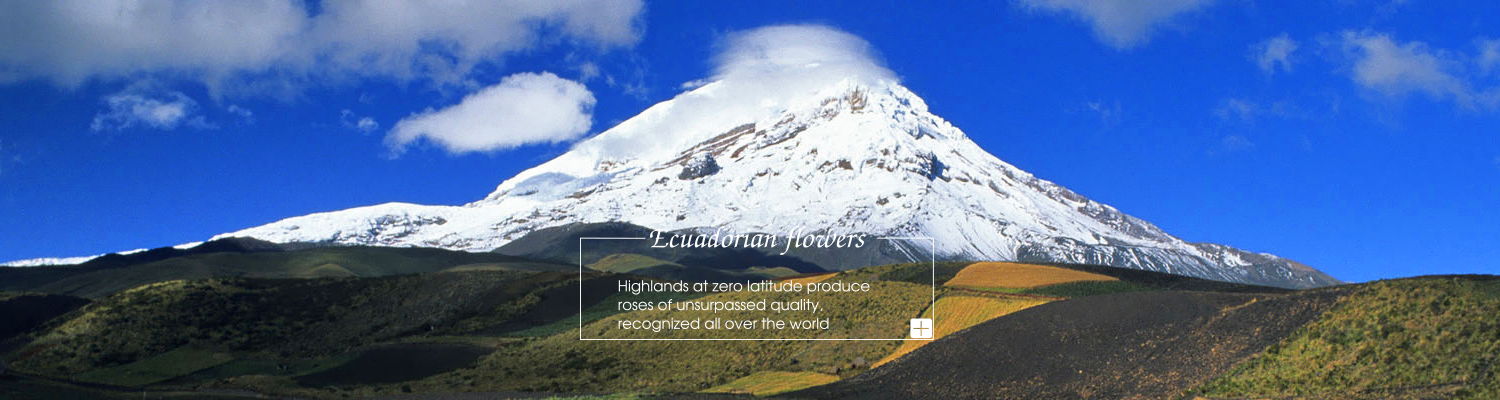 Ecuadorian flowers
Highlands at zero latitude produce
roses of unsurpassed quality,
recognized all over the world